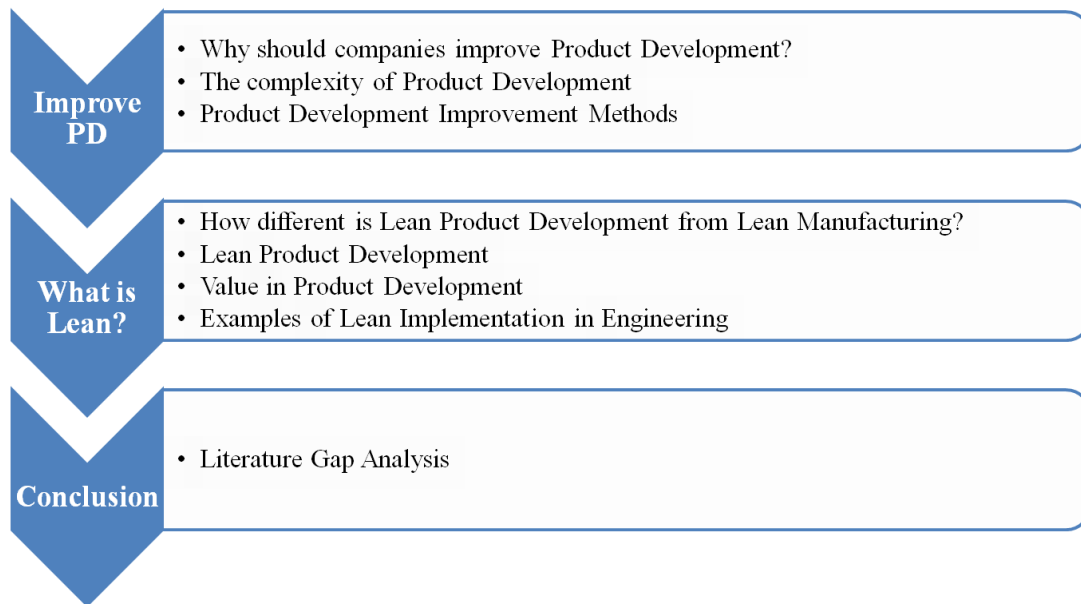 Improve
PD
• Why should companies improve Product Development?
• The complexity of Product Development
• Product Development Improvement Methods
What is
Lean?
• How different is Lean Product Development from Lean Manufacturing?
• Lean Product Development
• Value in Product Development
• Examples of Lean Implementation in Engineering
Conclusion
• Literature Gap Analysis